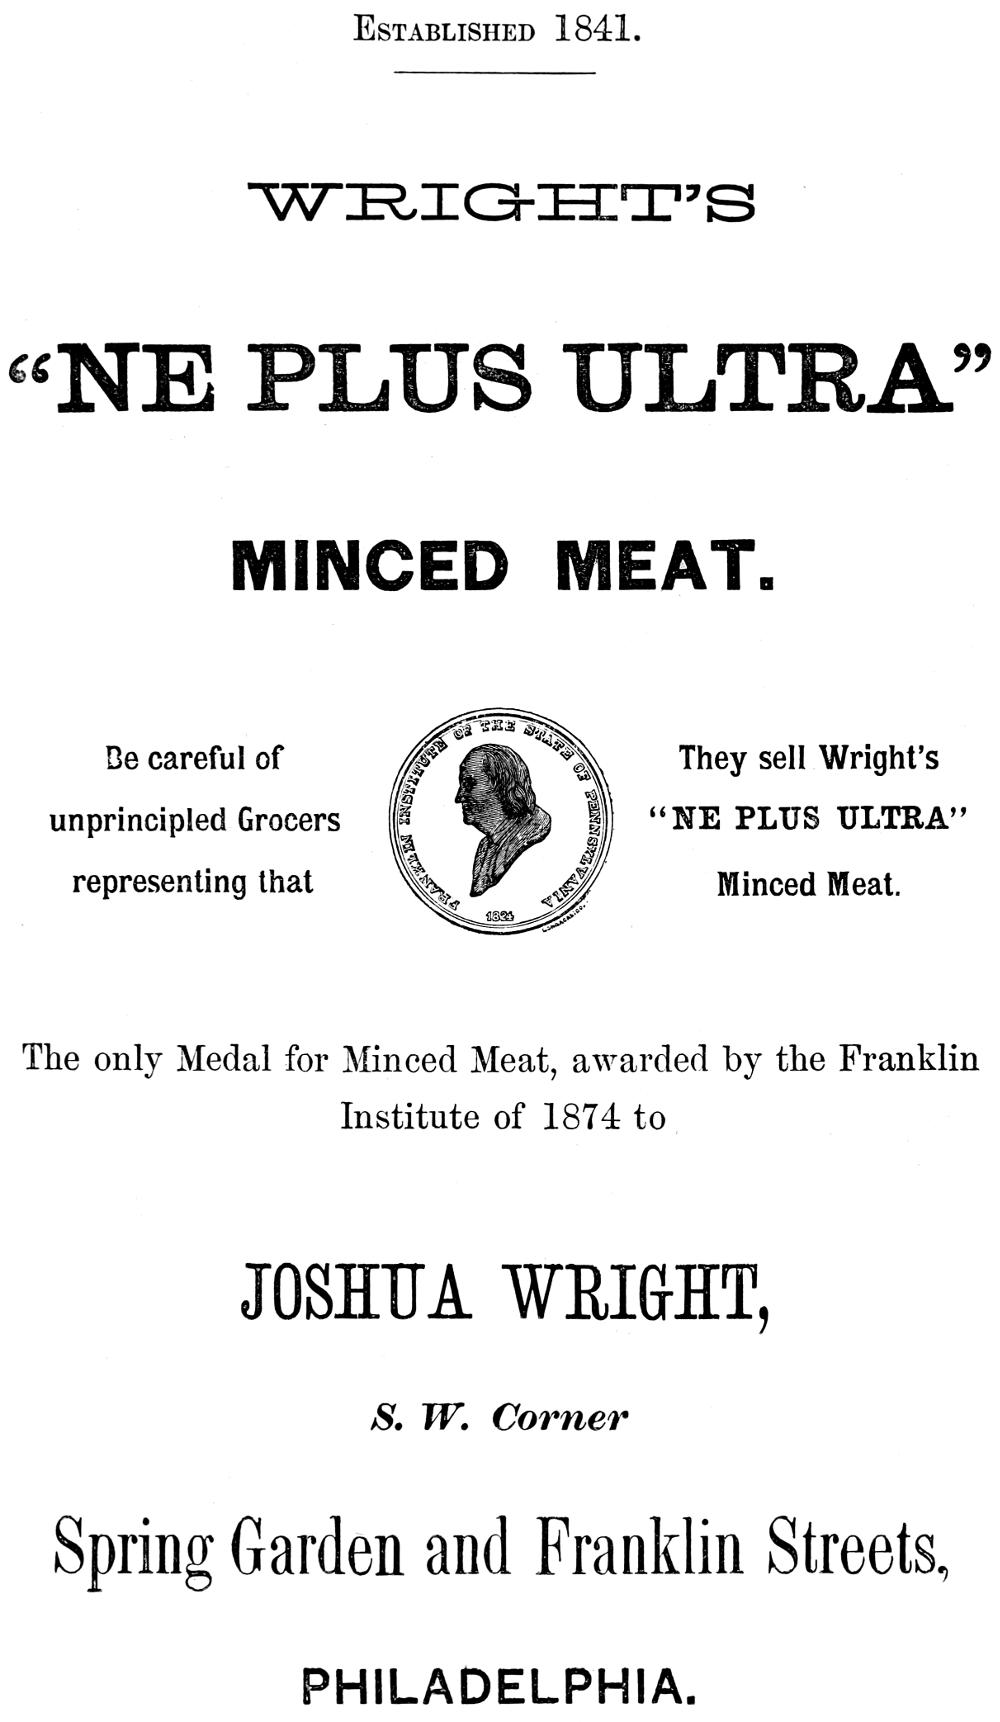 ESTABLISHED 1841.
WRIGHT'S
“NE PLUS ULTRA”
MINCED MEAT.
Be careful of
unprincipled Grocers
representing that
FRANKLIN INSTITUTE OF THE STATE OF PENNSYLVANIA
1824
They sell Wright's
“NE PLUS ULTRA”
Minced Meat.
The only Medal for Minced Meat, awarded by the Franklin
Institute of 1874 to
JOSHUA WRIGHT,
S. W. Corner
Spring Garden and Franklin Streets,
PHILADELPHIA.